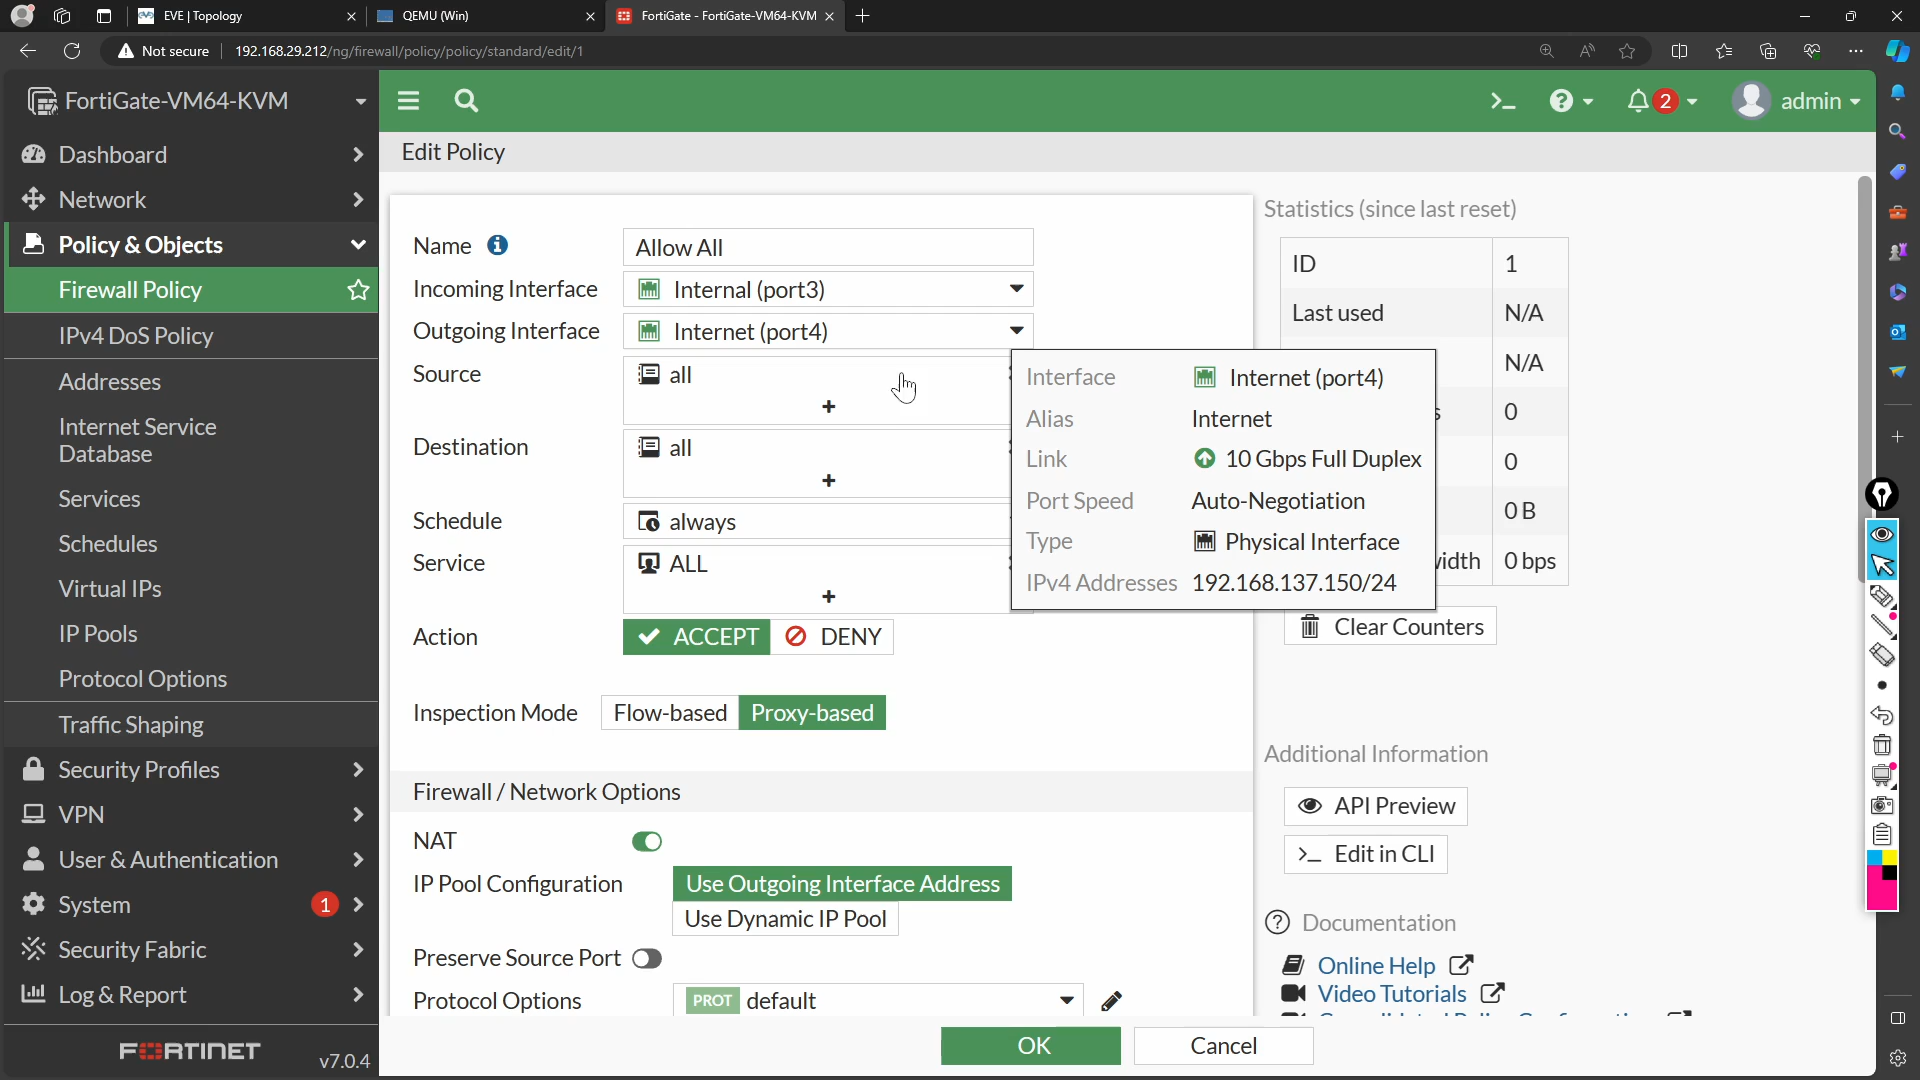 EVE | Topology
QEMU (Win)
FortiGate - FortiGate-VM64-KVM
Not secure
192.168.29.212/ng/firewall/policy/policy/standard/edit/1
FortiGate-VM64-KVM
2
admin
Dashboard
Network
Policy & Objects
Firewall Policy
IPv4 DoS Policy
Addresses
Internet Service
Database
Services
Schedules
Virtual IPs
IP Pools
Protocol Options
Traffic Shaping
Security Profiles
VPN
User & Authentication
System
1
Security Fabric
Log & Report
FORTINET
v7.0.4
Edit Policy
Name
Allow All
Incoming Interface
Internal (port3)
Outgoing Interface
Internet (port4)
Source
all
Destination
all
Schedule
always
Service
ALL
Action
ACCEPT
DENY
Inspection Mode
Flow-based
Proxy-based
Firewall / Network Options
NAT
IP Pool Configuration
Use Outgoing Interface Address
Use Dynamic IP Pool
Preserve Source Port
Protocol Options
PROT default
OK
Cancel
Interface
Internet (port4)
Alias
Internet
Link
10 Gbps Full Duplex
Port Speed
Auto-Negotiation
Type
Physical Interface
IPv4 Addresses
192.168.137.150/24
Statistics (since last reset)
ID
1
Last used
N/A
N/A
0
0
0 B
0 bps
Clear Counters
Additional Information
API Preview
Edit in CLI
Documentation
Online Help
Video Tutorials